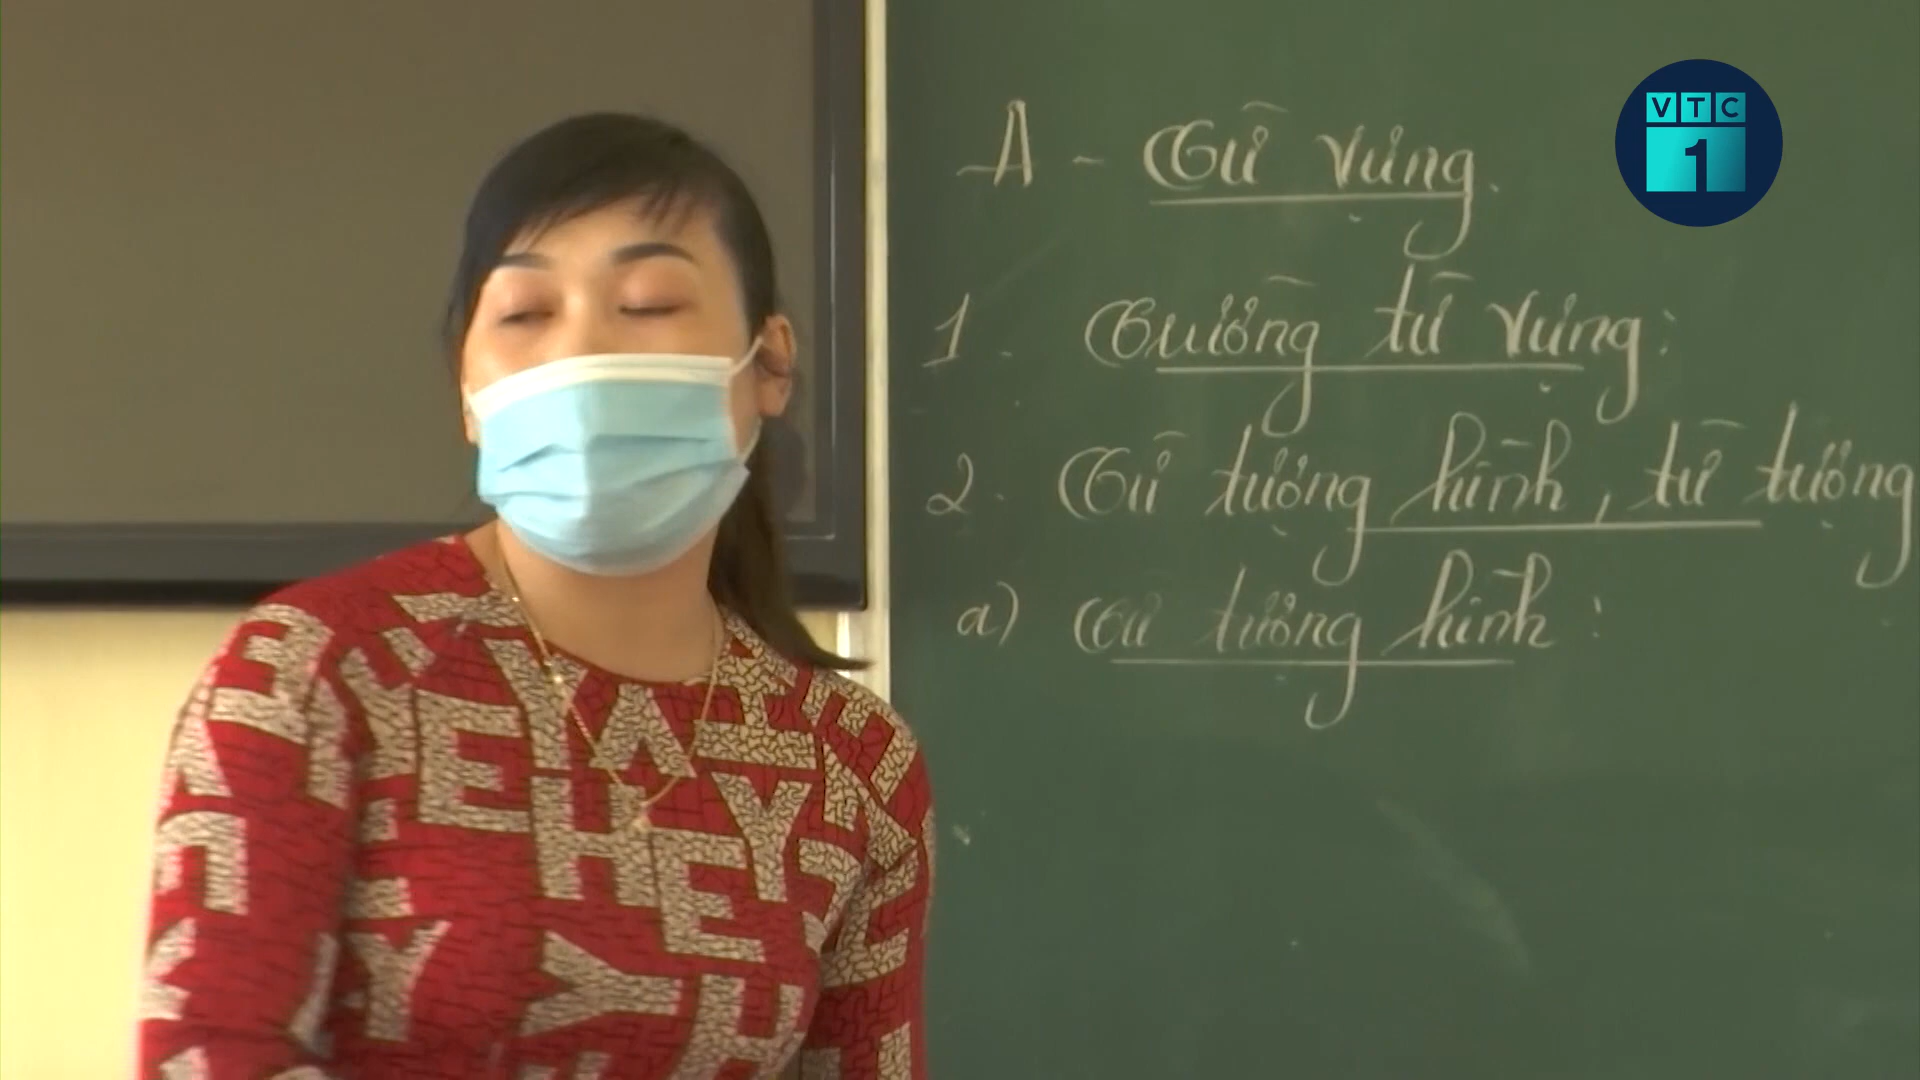 VTC
1
A - Từ vựng.
1. Trường từ vựng:
2. Từ tượng hình, từ tượng
a) Từ tượng hình: